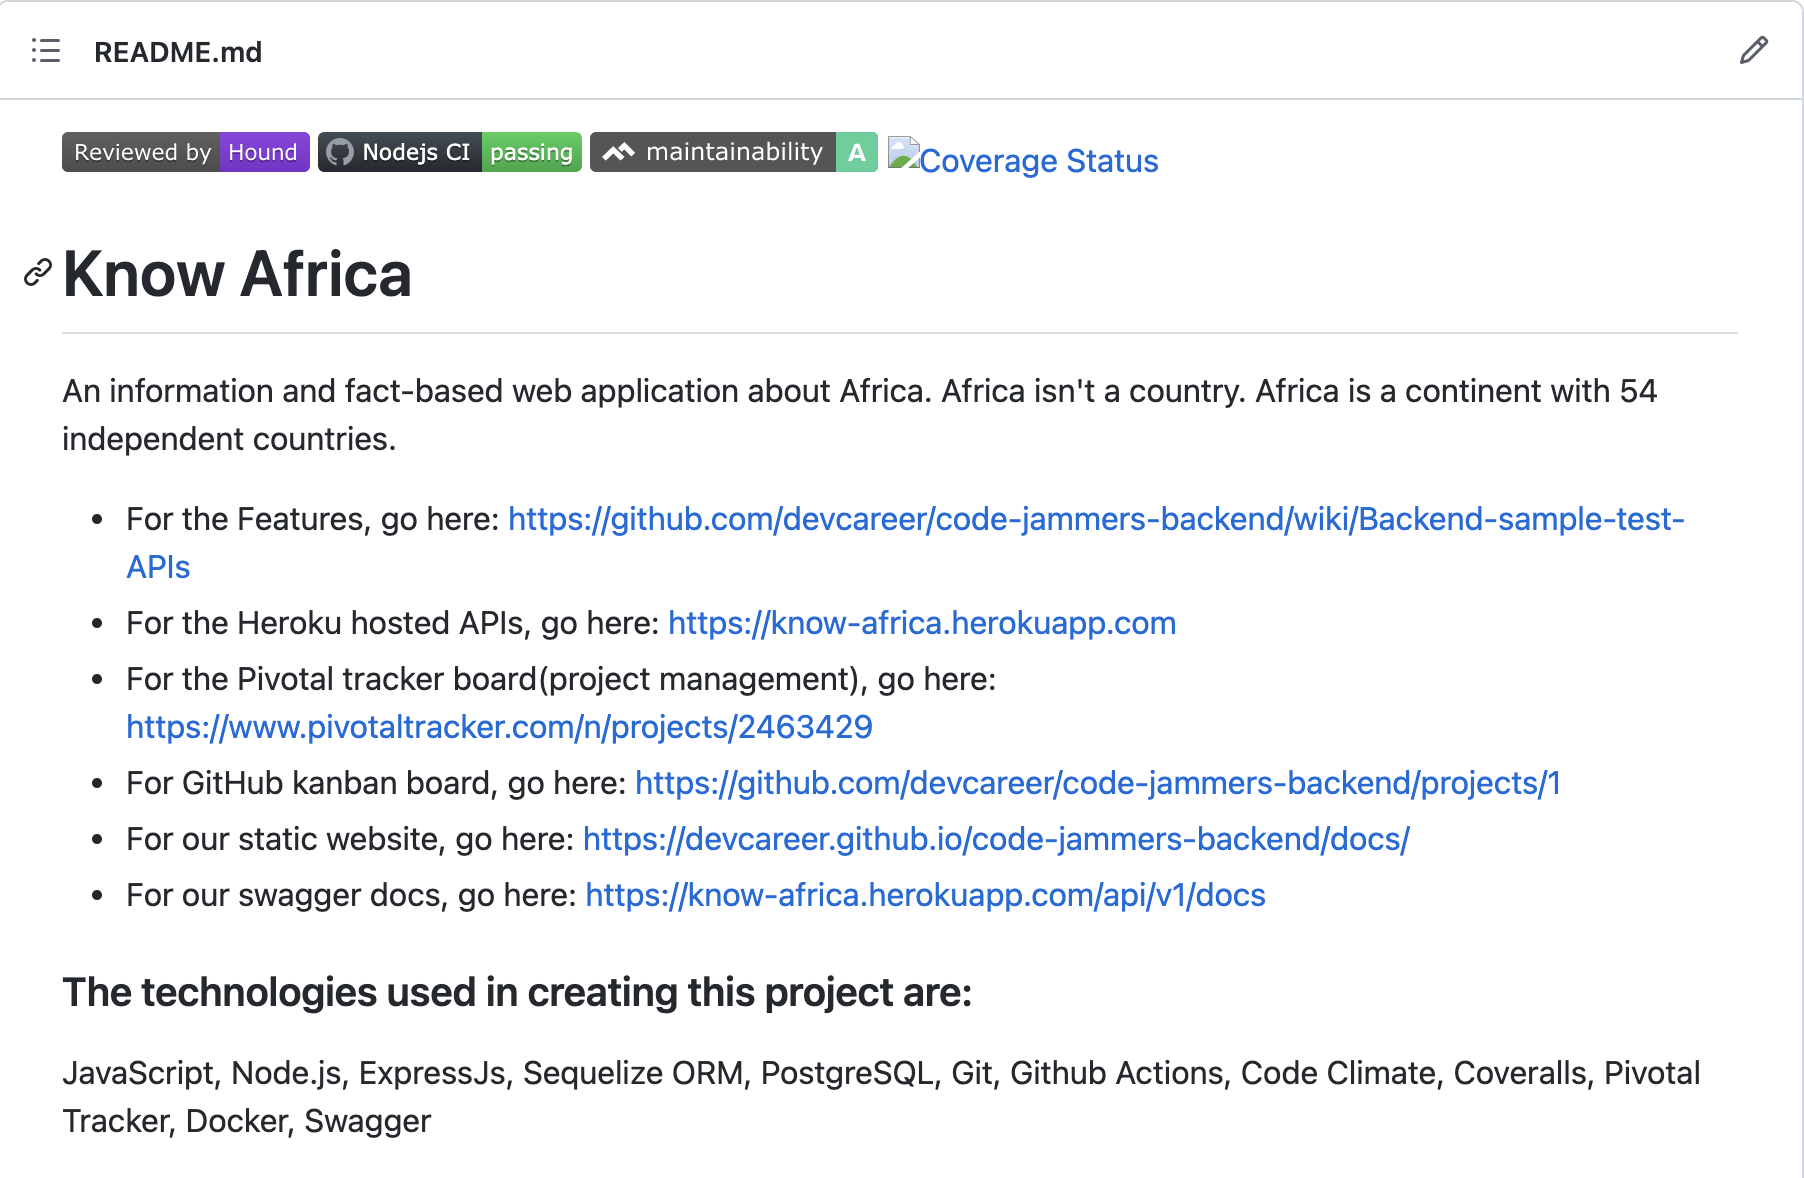 README.md
Reviewed by Hound Nodejs CI passing maintainability A Coverage Status
Know Africa
An information and fact-based web application about Africa. Africa isn't a country. Africa is a continent with 54
independent countries.
• For the Features, go here: https://github.com/devcareer/code-jammers-backend/wiki/Backend-sample-test-
APIs
• For the Heroku hosted APIs, go here: https://know-africa.herokuapp.com
• For the Pivotal tracker board(project management), go here:
https://www.pivotaltracker.com/n/projects/2463429
• For GitHub kanban board, go here: https://github.com/devcareer/code-jammers-backend/projects/1
• For our static website, go here: https://devcareer.github.io/code-jammers-backend/docs/
• For our swagger docs, go here: https://know-africa.herokuapp.com/api/v1/docs
The technologies used in creating this project are:
JavaScript, Node.js, ExpressJs, Sequelize ORM, PostgreSQL, Git, Github Actions, Code Climate, Coveralls, Pivotal
Tracker, Docker, Swagger